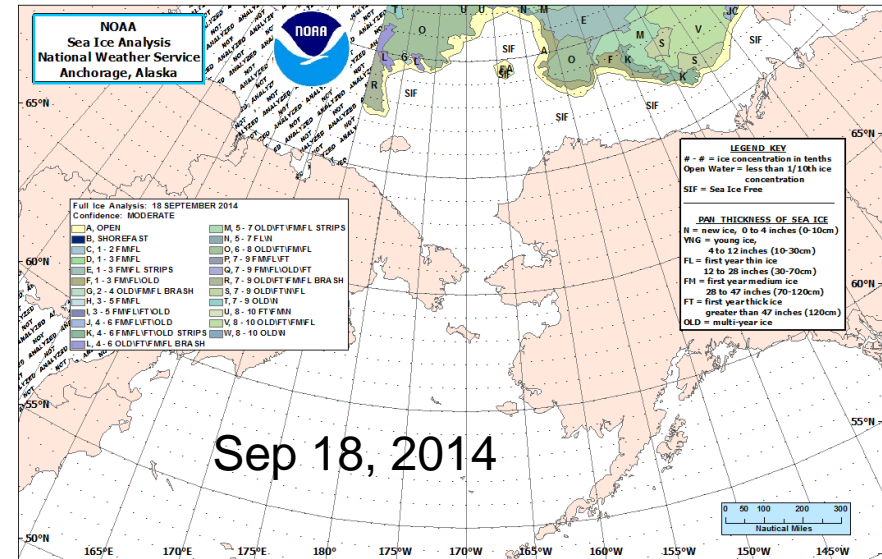 NOAA
Sea Ice Analysis
National Weather Service
Anchorage, Alaska
NOAA
T
U U
N M
E
JC
O
SIF
M
V
S
SIF
A
L
G
L
O
F K
S
A
K
R
SIF
SIF
SIF
SIF
NOT ANALYZED
65°N
65°N
LEGEND KEY
# - # = ice concentration in tenths
Open Water = less than 1/10th ice
concentration
SIF = Sea Ice Free
PAN THICKNESS OF SEA ICE
N = new ice, 0 to 4 inches (0-10cm)
YNG = young ice,
4 to 12 inches (10-30cm)
FL = first year thin ice
12 to 28 inches (30-70cm)
FM = first year medium ice
28 to 47 inches (70-120cm)
FT = first year thick ice
greater than 47 inches (120cm)
OLD = multi-year ice
Full Ice Analysis: 18 SEPTEMBER 2014
Confidence: MODERATE
A, OPEN
B, SHOREFAST
C, 1 - 2 FM\FL
D, 1 - 3 FM\FL
E, 1 - 3 FM\FL STRIPS
F, 1 - 3 FM\FL\OLD
G, 2 - 4 OLD\FM\FL BRASH
H, 3 - 5 FM\FL
I, 3 - 5 FM\FL\FT\OLD
J, 4 - 6 FM\FL\FT\OLD
K, 4 - 6 FM\FL\FT\OLD STRIPS
L, 4 - 6 OLD\FT\FM\FL BRASH
M, 5 - 7 OLD\FT\FM\FL STRIPS
N, 5 - 7 FL\N
O, 6 - 8 OLD\FT\FM\FL
P, 7 - 9 FM\FL\FT
Q, 7 - 9 FM\FL\OLD\FT
R, 7 - 9 OLD\FT\FM\FL BRASH
S, 7 - 9 OLD\FT\N\FL
T, 7 - 9 OLD\N
U, 8 - 10 FT\FM\N
V, 8 - 10 OLD\FT\FM\FL
W, 8 - 10 OLD\N
60°N
60°N
55°N
55°N
Sep 18, 2014
50°N
165°E
170°E
175°E
180°
175°W
170°W
165°W
160°W
155°W
150°W
145°W
0 50 100 200 300
Nautical Miles